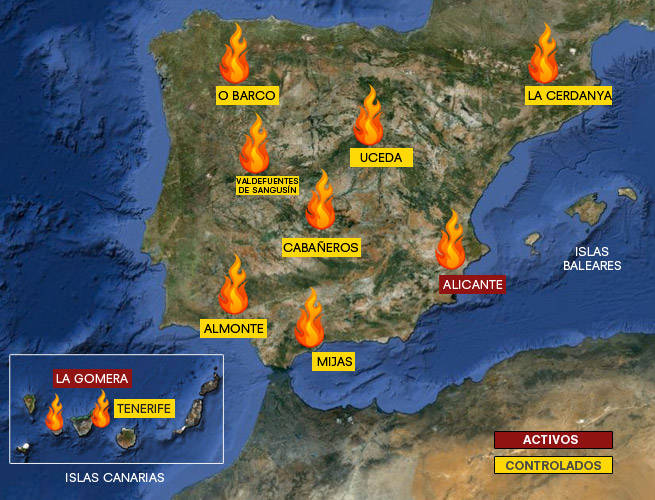 O BARCO
LA CERDANYA
UCEDA
VALDEFUENTES
DE SANGUSÍN
CABAÑEROS
ISLAS
BALEARES
ALICANTE
ALMONTE
MIJAS
LA GOMERA
TENERIFE
ISLAS CANARIAS
ACTIVOS
CONTROLADOS